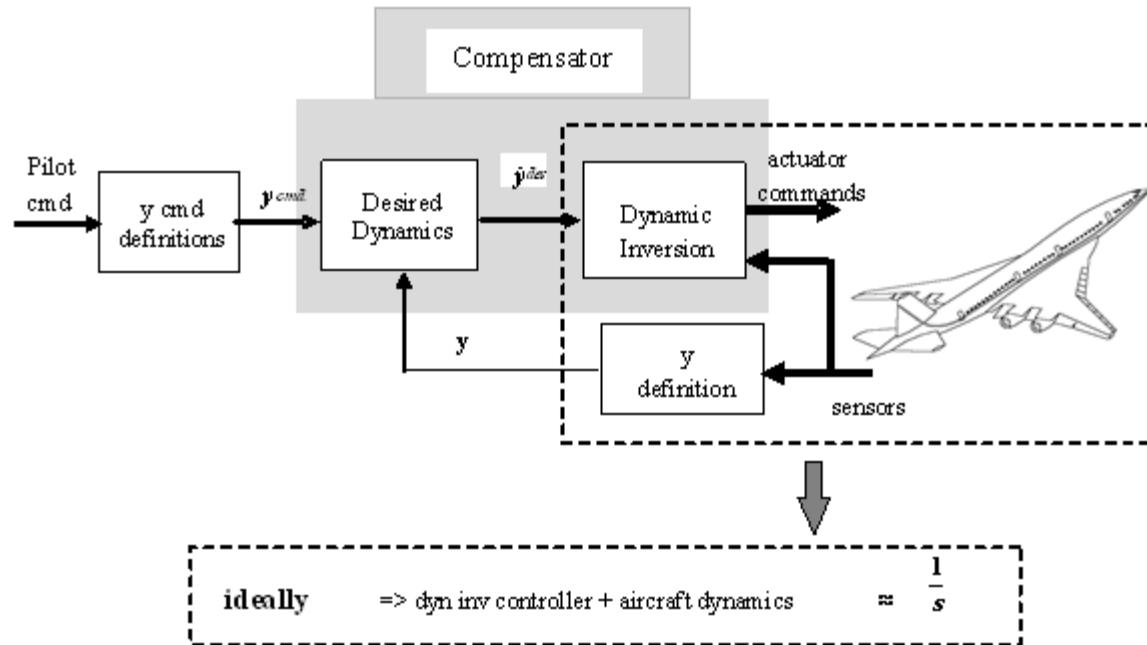 Compensator
Pilot
cmd
y cmd
definitions
y cmd
Desired
Dynamics
ẏ des
Dynamic
Inversion
actuator
commands
y
y
definition
sensors
ideally => dyn inv controller + aircraft dynamics ≈ 1/s